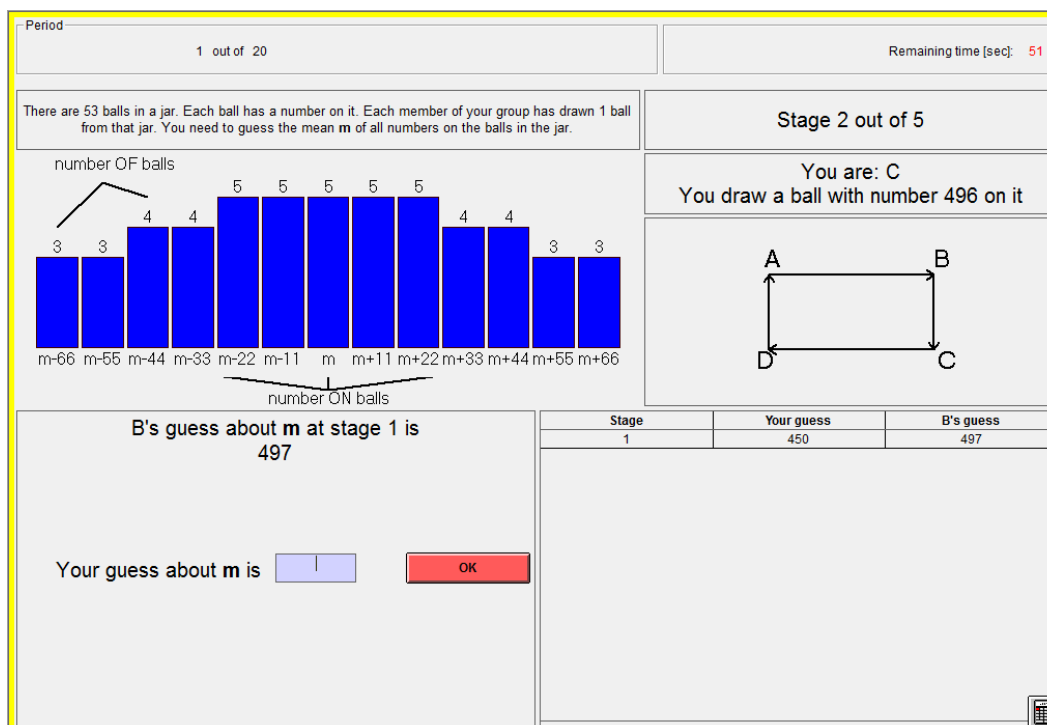 Period
1 out of 20
Remaining time [sec]: 51
There are 53 balls in a jar. Each ball has a number on it. Each member of your group has drawn 1 ball
from that jar. You need to guess the mean m of all numbers on the balls in the jar.
Stage 2 out of 5
You are: C
You draw a ball with number 496 on it
number OF balls
3 3 4 4 5 5 5 5 5 4 4 3 3
m-66 m-55 m-44 m-33 m-22 m-11 m m+11 m+22 m+33 m+44 m+55 m+66
number ON balls
A B
D C
B's guess about m at stage 1 is
497
Your guess about m is
OK
Stage Your guess B's guess
1 450 497